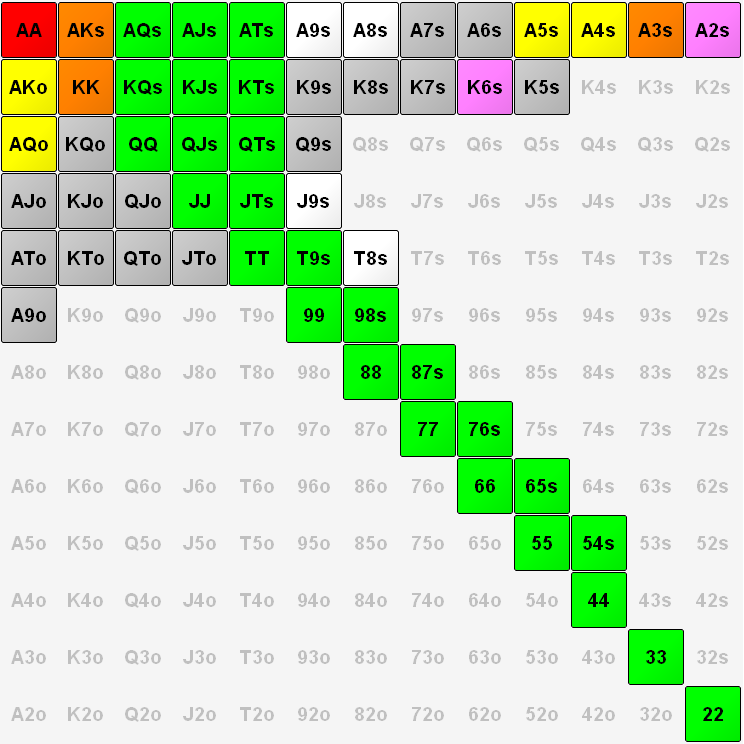 AA AKs AQs AJs ATs A9s A8s A7s A6s A5s A4s A3s A2s
AKo KK KQs KJs KTs K9s K8s K7s K6s K5s K4s K3s K2s
AQo KQo QQ QJs QTs Q9s Q8s Q7s Q6s Q5s Q4s Q3s Q2s
AJo KJo QJo JJ JTs J9s J8s J7s J6s J5s J4s J3s J2s
ATo KTo QTo JTo TT T9s T8s T7s T6s T5s T4s T3s T2s
A9o K9o Q9o J9o T9o 99 98s 97s 96s 95s 94s 93s 92s
A8o K8o Q8o J8o T8o 98o 88 87s 86s 85s 84s 83s 82s
A7o K7o Q7o J7o T7o 97o 87o 77 76s 75s 74s 73s 72s
A6o K6o Q6o J6o T6o 96o 86o 76o 66 65s 64s 63s 62s
A5o K5o Q5o J5o T5o 95o 85o 75o 65o 55 54s 53s 52s
A4o K4o Q4o J4o T4o 94o 84o 74o 64o 54o 44 43s 42s
A3o K3o Q3o J3o T3o 93o 83o 73o 63o 53o 43o 33 32s
A2o K2o Q2o J2o T2o 92o 82o 72o 62o 52o 42o 32o 22